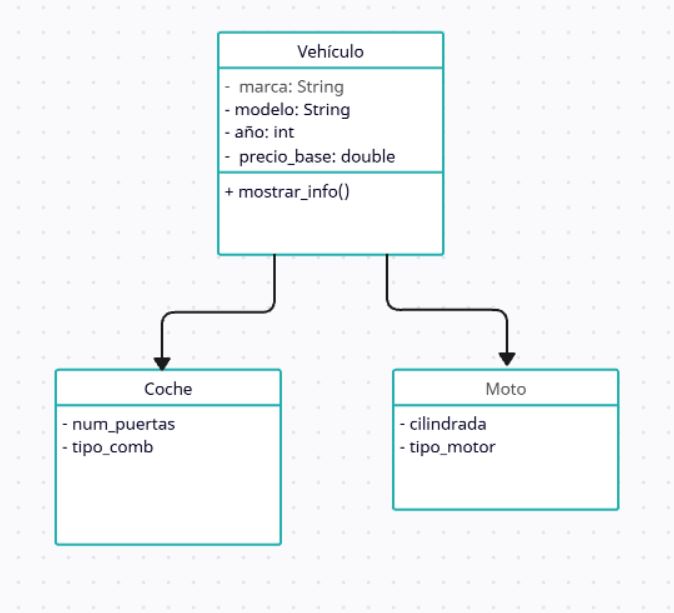 Vehículo
- marca: String
- modelo: String
- año: int
- precio_base: double
+ mostrar_info()
Coche
- num_puertas
- tipo_comb
Moto
- cilindrada
- tipo_motor